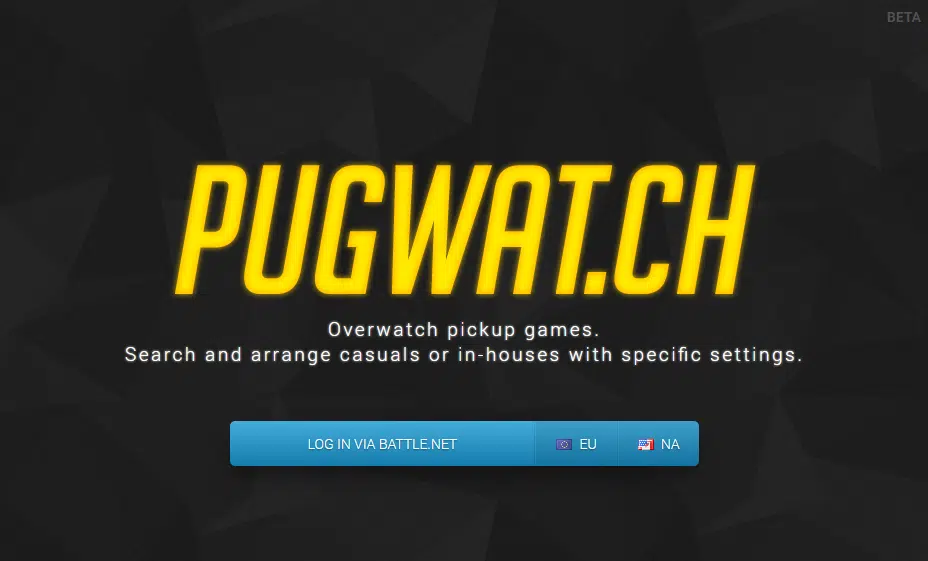 BETA
PUGWAT.CH
Overwatch pickup games.
Search and arrange casuals or in-houses with specific settings.
LOG IN VIA BATTLE.NET EU NA